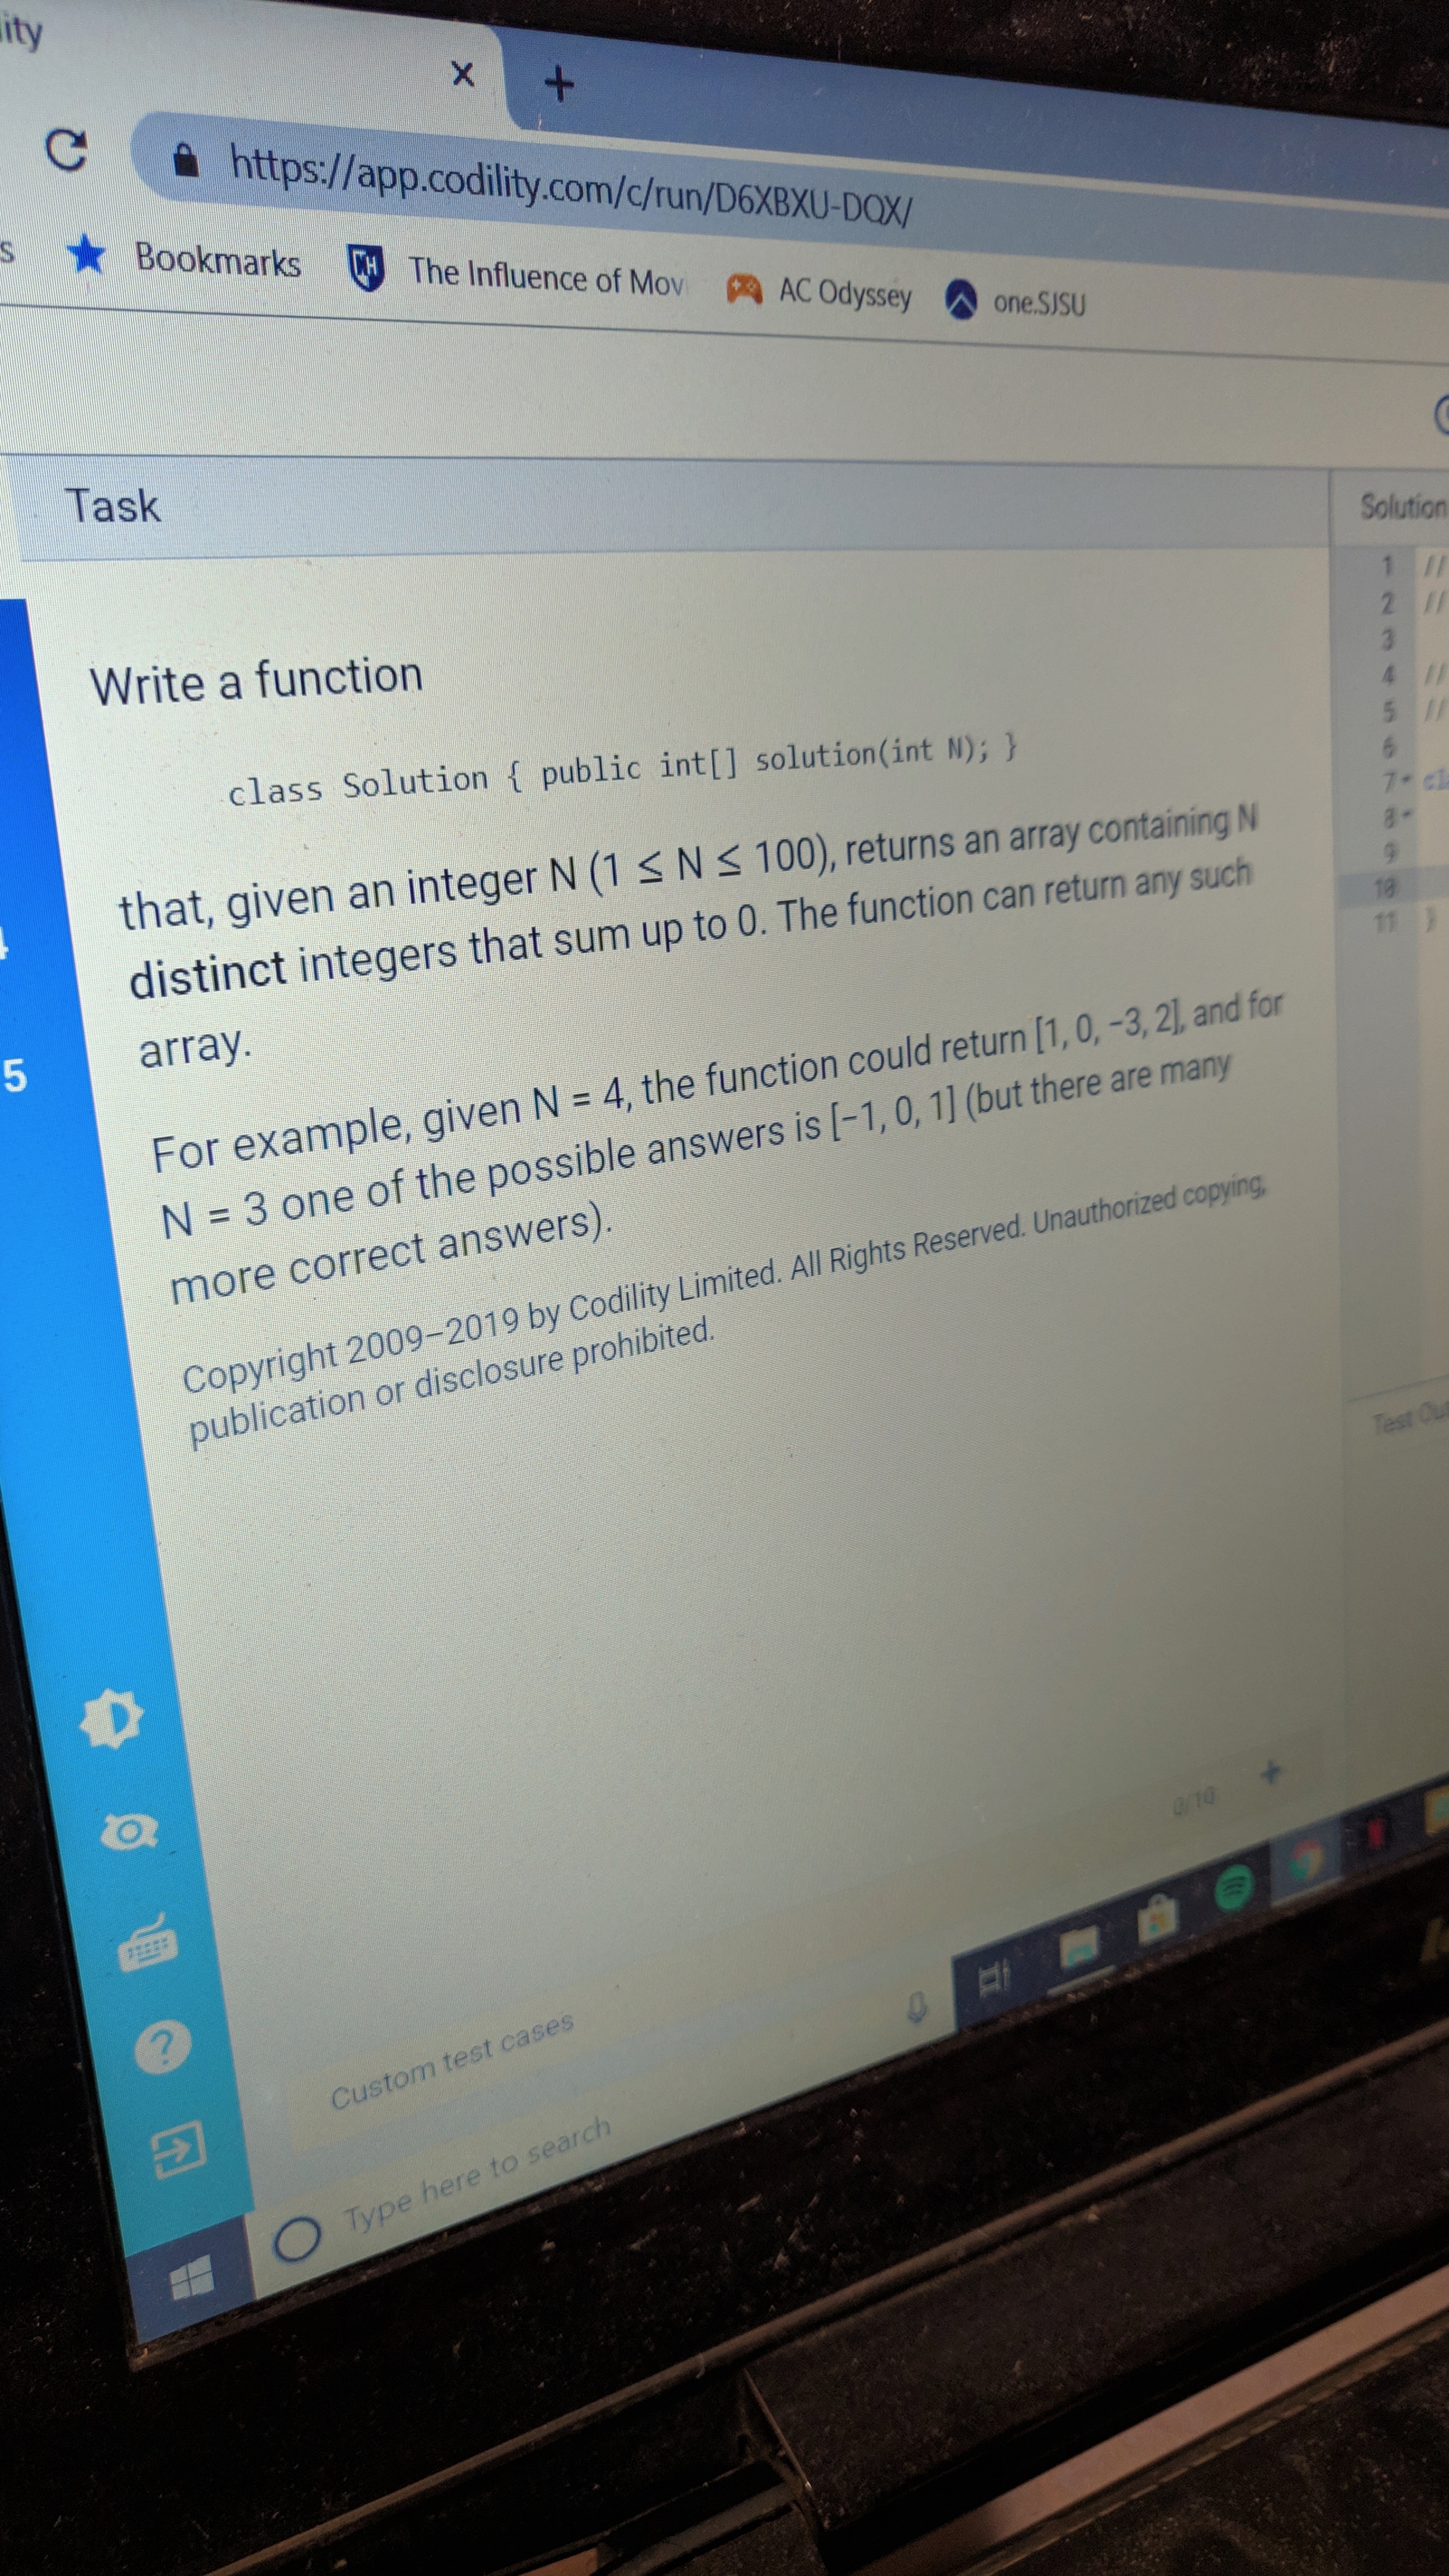 ity
https://app.codility.com/c/run/D6XBXU-DQX/
s Bookmarks The Influence of Mov AC Odyssey one.SJSU
Task
Solution
1 //
2 //
3
4 //
5 //
6
7 cl
8
9
10
11 }
5
Write a function
class Solution { public int[] solution(int N); }
that, given an integer N (1 ≤ N ≤ 100), returns an array containing N
distinct integers that sum up to 0. The function can return any such
array.
For example, given N = 4, the function could return [1, 0, −3, 2], and for
N = 3 one of the possible answers is [−1, 0, 1] (but there are many
more correct answers).
Copyright 2009–2019 by Codility Limited. All Rights Reserved. Unauthorized copying,
publication or disclosure prohibited.
Test Ou
0/10
Custom test cases
Type here to search